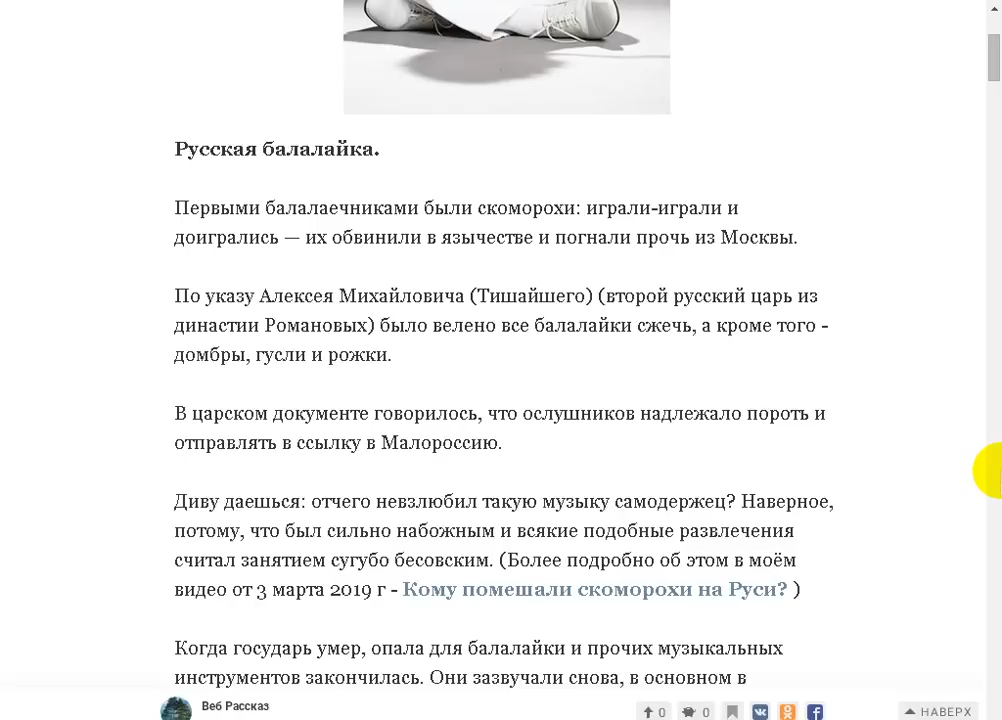 Русская балалайка.
Первыми балалаечниками были скоморохи: играли-играли и
доигрались — их обвинили в язычестве и погнали прочь из Москвы.
По указу Алексея Михайловича (Тишайшего) (второй русский царь из
династии Романовых) было велено все балалайки сжечь, а кроме того -
домбры, гусли и рожки.
В царском документе говорилось, что ослушников надлежало пороть и
отправлять в ссылку в Малороссию.
Диву даешься: отчего невзлюбил такую музыку самодержец? Наверное,
потому, что был сильно набожным и всякие подобные развлечения
считал занятием сугубо бесовским. (Более подробно об этом в моём
видео от 3 марта 2019 г - Кому помешали скоморохи на Руси? )
Когда государь умер, опала для балалайки и прочих музыкальных
инструментов закончилась. Они зазвучали снова, в основном в
Веб Рассказ
0 0 НАВЕРХ